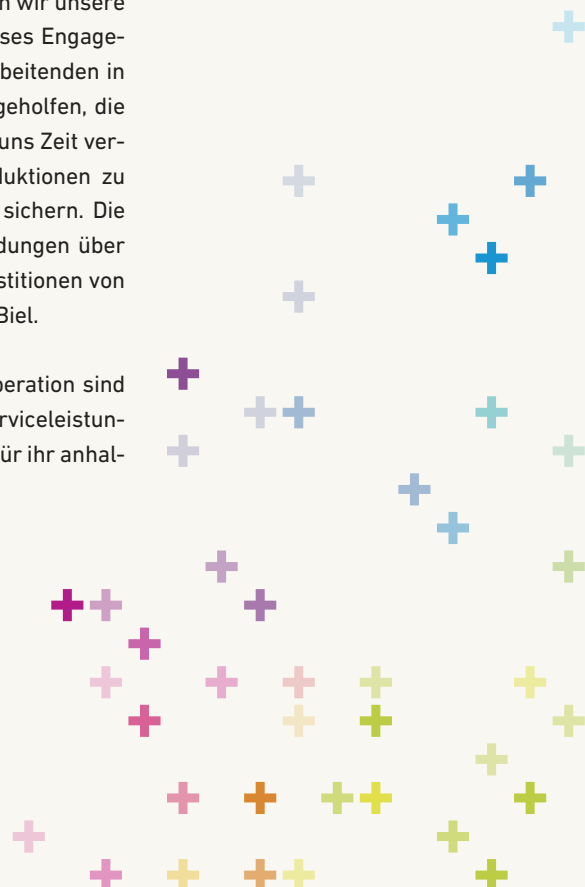 n wir unsere
ses Engage-
beitenden in
geholfen, die
uns Zeit ver-
duktionen zu
sichern. Die
dungen über
stitionen von
Biel.
peration sind
erviceleistun-
ür ihr anhal-